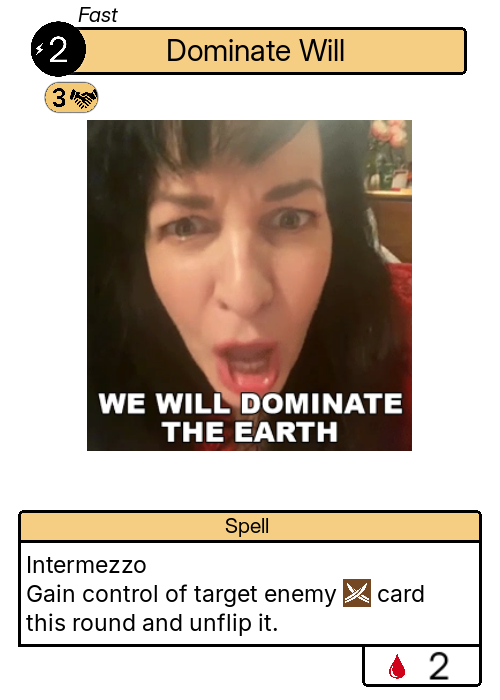 Fast
2
Dominate Will
3
WE WILL DOMINATE
THE EARTH
Spell
Intermezzo
Gain control of target enemy card
this round and unflip it.
2